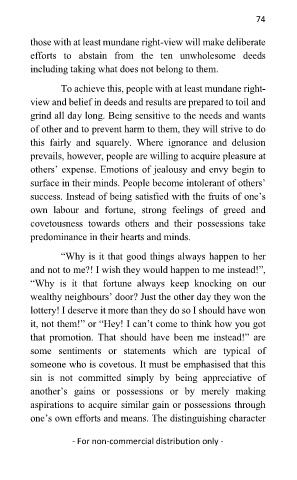 74
those with at least mundane right-view will make deliberate
efforts to abstain from the ten unwholesome deeds
including taking what does not belong to them.
To achieve this, people with at least mundane right-
view and belief in deeds and results are prepared to toil and
grind all day long. Being sensitive to the needs and wants
of other and to prevent harm to them, they will strive to do
this fairly and squarely. Where ignorance and delusion
prevails, however, people are willing to acquire pleasure at
others’ expense. Emotions of jealousy and envy begin to
surface in their minds. People become intolerant of others’
success. Instead of being satisfied with the fruits of one’s
own labour and fortune, strong feelings of greed and
covetousness towards others and their possessions take
predominance in their hearts and minds.
“Why is it that good things always happen to her
and not to me?! I wish they would happen to me instead!”,
“Why is it that fortune always keep knocking on our
wealthy neighbours’ door? Just the other day they won the
lottery! I deserve it more than they do so I should have won
it, not them!” or “Hey! I can’t come to think how you got
that promotion. That should have been me instead!” are
some sentiments or statements which are typical of
someone who is covetous. It must be emphasised that this
sin is not committed simply by being appreciative of
another’s gains or possessions or by merely making
aspirations to acquire similar gain or possessions through
one’s own efforts and means. The distinguishing character
- For non-commercial distribution only -